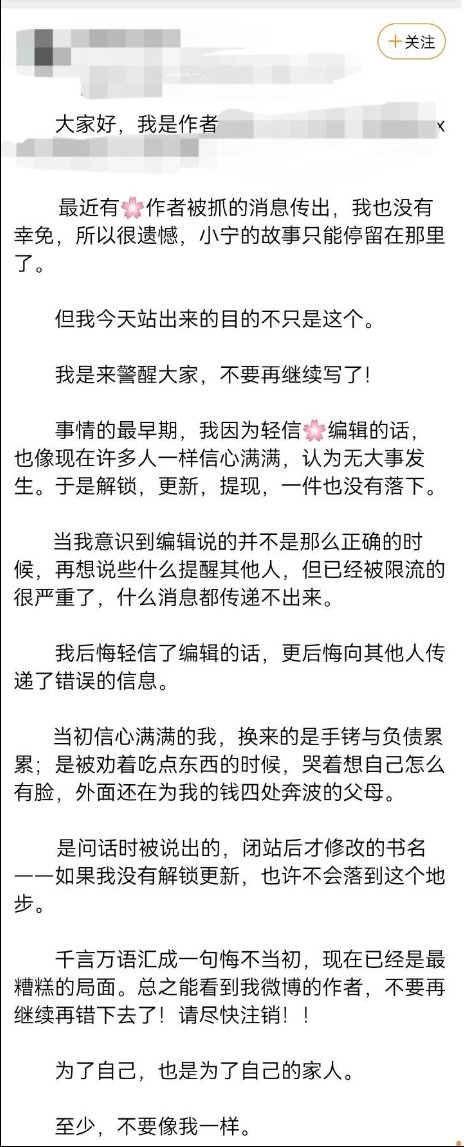 +关注
大家好，我是作者
x
最近有🌸作者被抓的消息传出，我也没有
幸免，所以很遗憾，小宁的故事只能停留在那里
了。
但我今天站出来的目的不只是这个。
我是来警醒大家，不要再继续写了！
事情的最早期，我因为轻信🌸编辑的话，
也像现在许多人一样信心满满，认为无大事发
生。于是解锁，更新，提现，一件也没有落下。
当我意识到编辑说的并不是那么正确的时
候，再想说些什么提醒其他人，但已经被限流的
很严重了，什么消息都传递不出来。
我后悔轻信了编辑的话，更后悔向其他人传
递了错误的信息。
当初信心满满的我，换来的是手铐与负债累
累；是被劝着吃点东西的时候，哭着想自己怎么
有脸，外面还在为我的钱四处奔波的父母。
是问话时被说出的，闭站后才修改的书名
——如果我没有解锁更新，也许不会落到这个地
步。
千言万语汇成一句悔不当初，现在已经是最
糟糕的局面。总之能看到我微博的作者，不要再
继续再错下去了！请尽快注销！！
为了自己，也是为了自己的家人。
至少，不要像我一样。